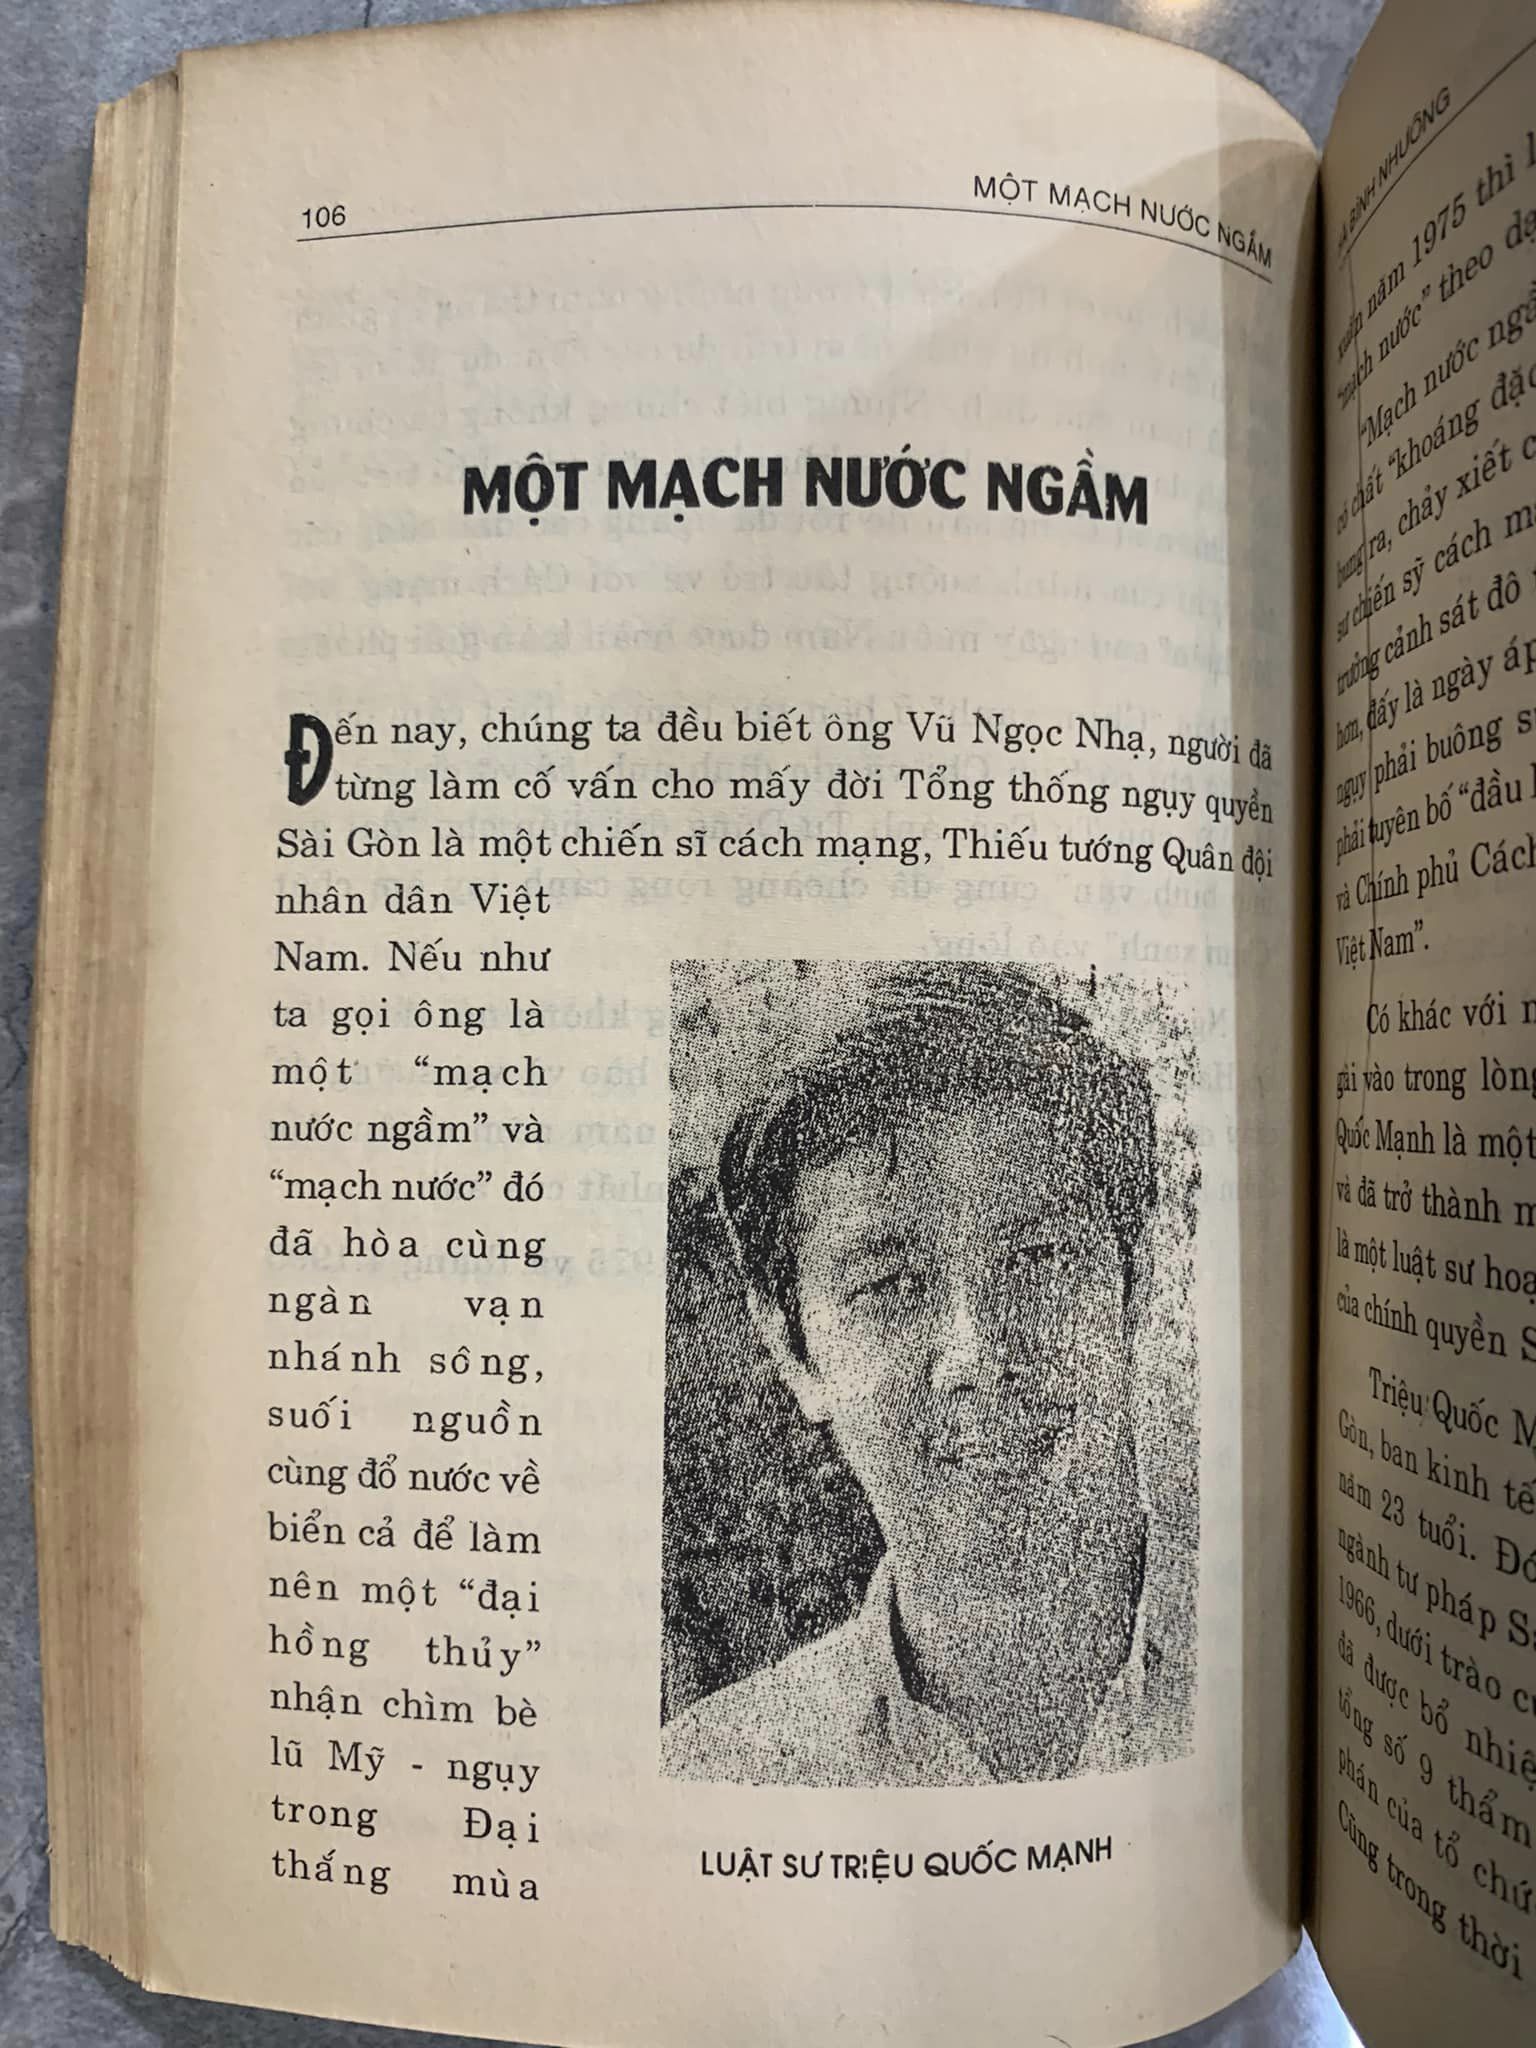 106
MỘT MẠCH NƯỚC NGẦM
MỘT MẠCH NƯỚC NGẦM
Đến nay, chúng ta đều biết ông Vũ Ngọc Nhạ, người đã
từng làm cố vấn cho mấy đời Tổng thống ngụy quyền
Sài Gòn là một chiến sĩ cách mạng, Thiếu tướng Quân đội
nhân dân Việt
Nam. Nếu như
ta gọi ông là
một “mạch
nước ngầm” và
“mạch nước” đó
đã hòa cùng
ngàn vạn
nhánh sông,
suối nguồn
cùng đổ nước về
biển cả để làm
nên một “đại
hồng thủy”
nhận chìm bè
lũ Mỹ - ngụy
trong Đại
thắng mùa
LUẬT SƯ TRIỆU QUỐC MẠNH
BÌNH NHƯỠNG
xuân năm 1975 thì
“mạch nước” theo
“Mạch nước
có chất “khoáng
bung ra, chảy xiết
sư chiến sỹ cách
trưởng cảnh sát đô
hơn, đấy là ngày
ngụy phải buông
phải tuyên bố “đầu
và Chính phủ Cách
Việt Nam”.
Có khác với
gài vào trong lòng
Quốc Mạnh là một
và đã trở thành
là một luật sư
của chính quyền
Triệu Quốc
Gòn, ban kinh tế
năm 23 tuổi.
ngành tư pháp
1966, dưới trào
đã được bổ
tổng số 9 thẩm
phán của tổ
Cùng trong thời